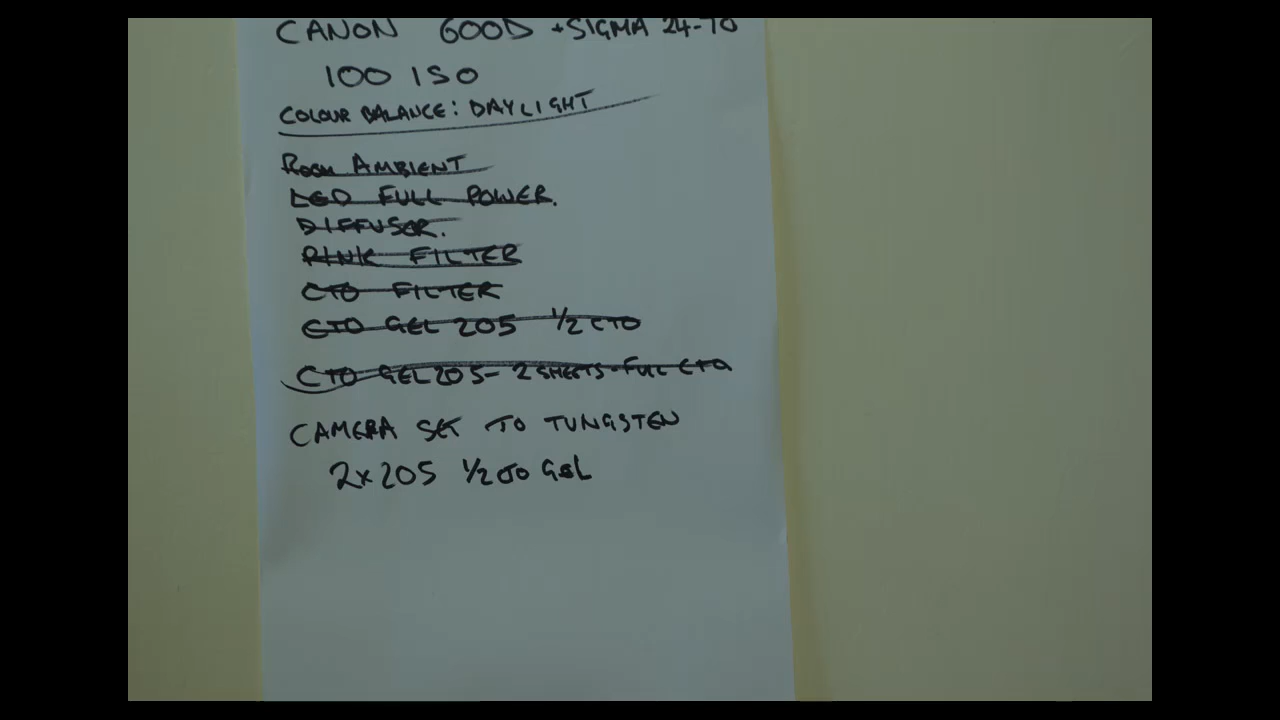 CANON 600D + SIGMA 24-70
100 ISO
COLOUR BALANCE: DAYLIGHT
ROOM AMBIENT
LED FULL POWER.
DIFFUSOR.
PINK FILTER
CTO FILTER
CTO GEL 205 1/2 CTO
CTO GEL 205 - 2 SHEETS - FULL CTO
CAMERA SET TO TUNGSTEN
2x205 1/2 CTO GEL